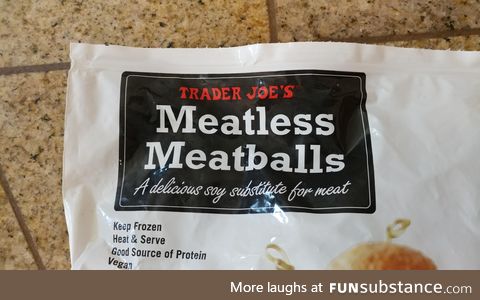 TRADER JOE'S
Meatless
Meatballs
A delicious soy substitute for meat
Keep Frozen
Heat & Serve
Good Source of Protein
Vegan
More laughs at FUNsubstance.com